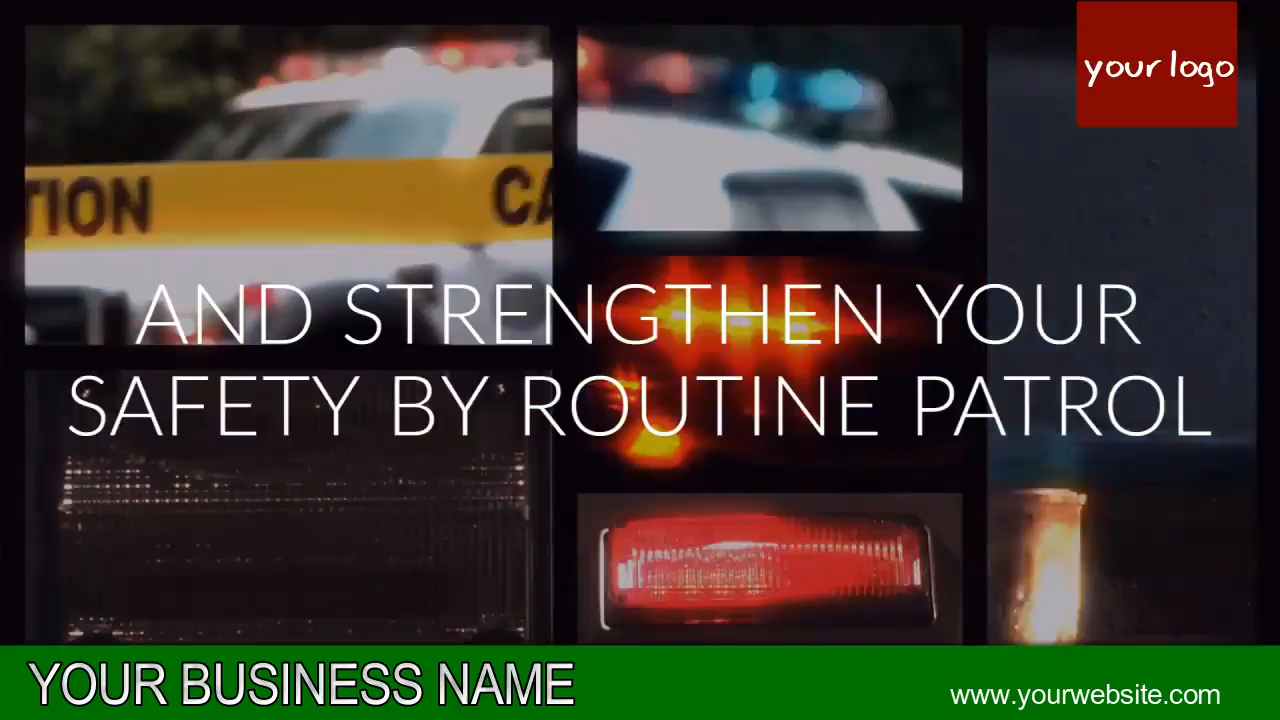 your logo
TION
CA
AND STRENGTHEN YOUR
SAFETY BY ROUTINE PATROL
YOUR BUSINESS NAME
www.yourwebsite.com